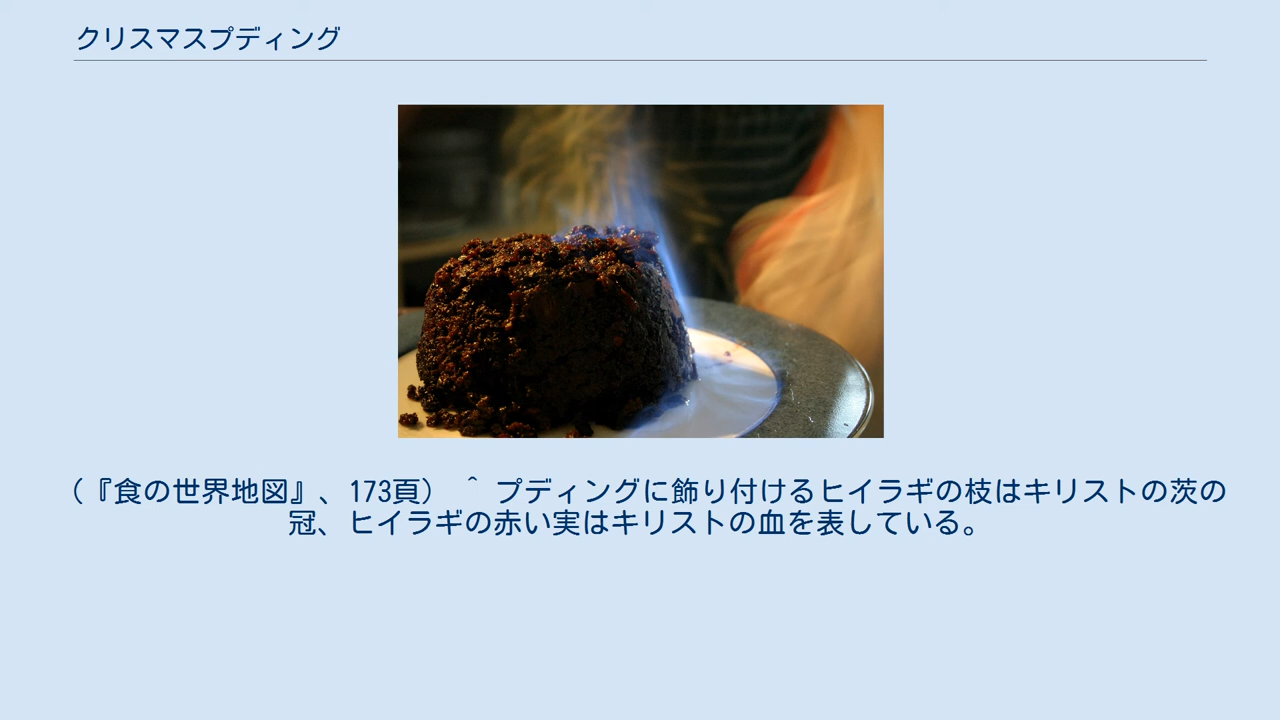 クリスマスプディング
（『食の世界地図』、173頁） ^ プディングに飾り付けるヒイラギの枝はキリストの茨の
冠、ヒイラギの赤い実はキリストの血を表している。